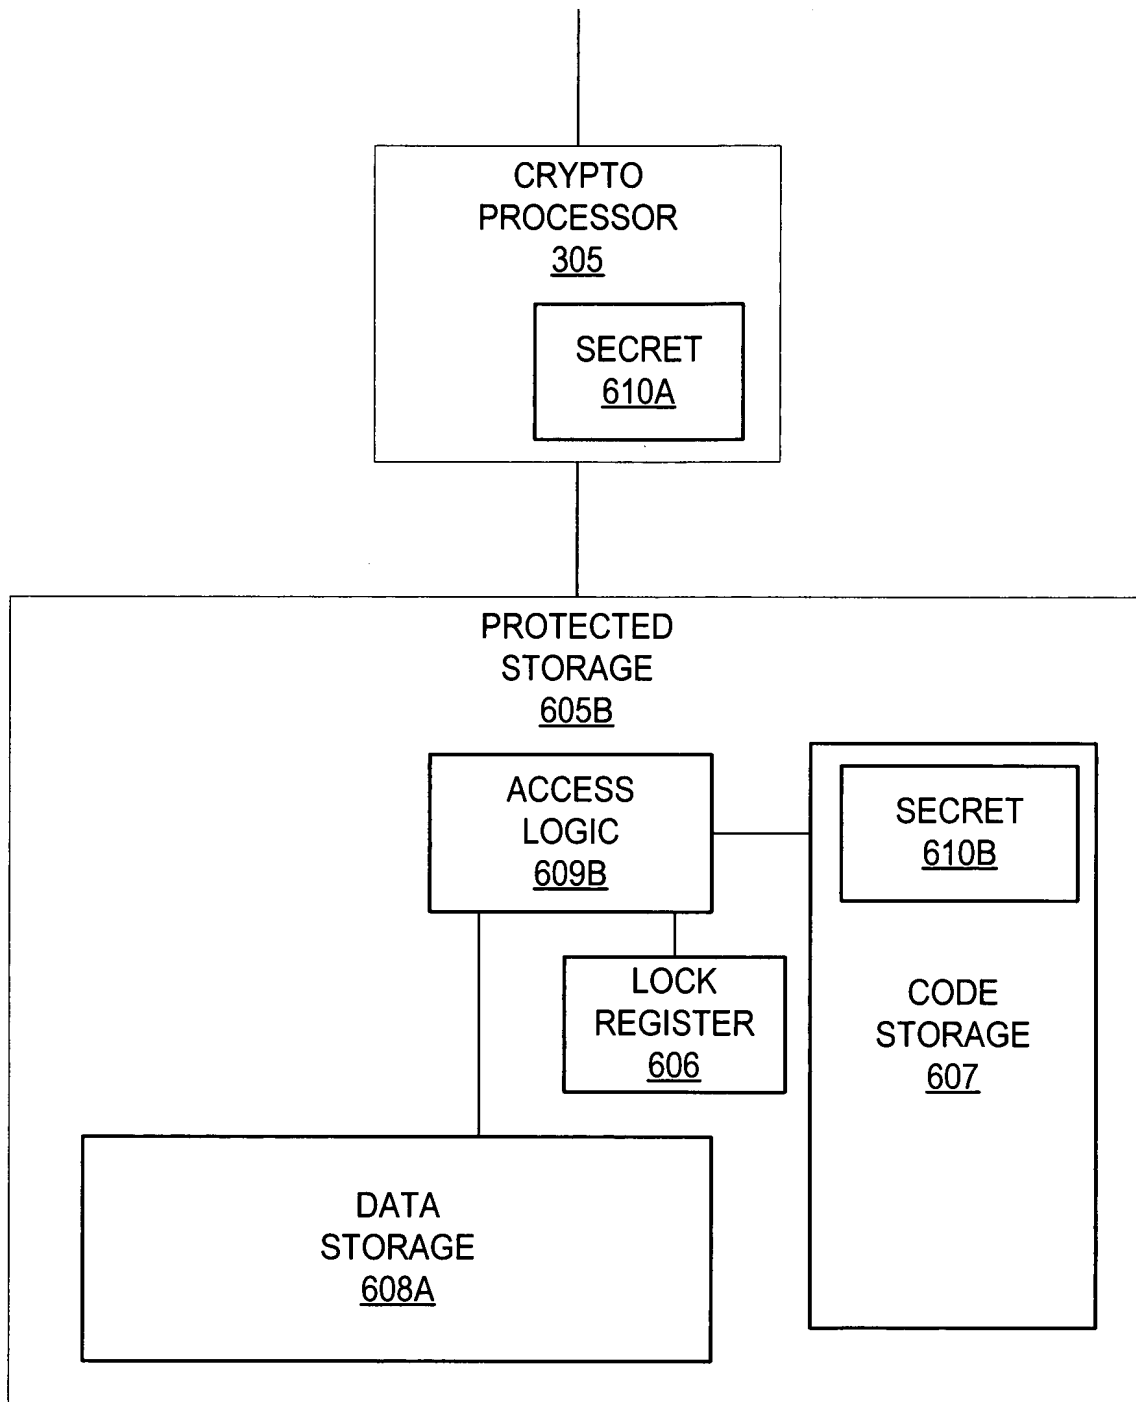 CRYPTO
PROCESSOR
305
SECRET
610A
PROTECTED
STORAGE
605B
ACCESS
LOGIC
609B
SECRET
610B
LOCK
REGISTER
606
CODE
STORAGE
607
DATA
STORAGE
608A